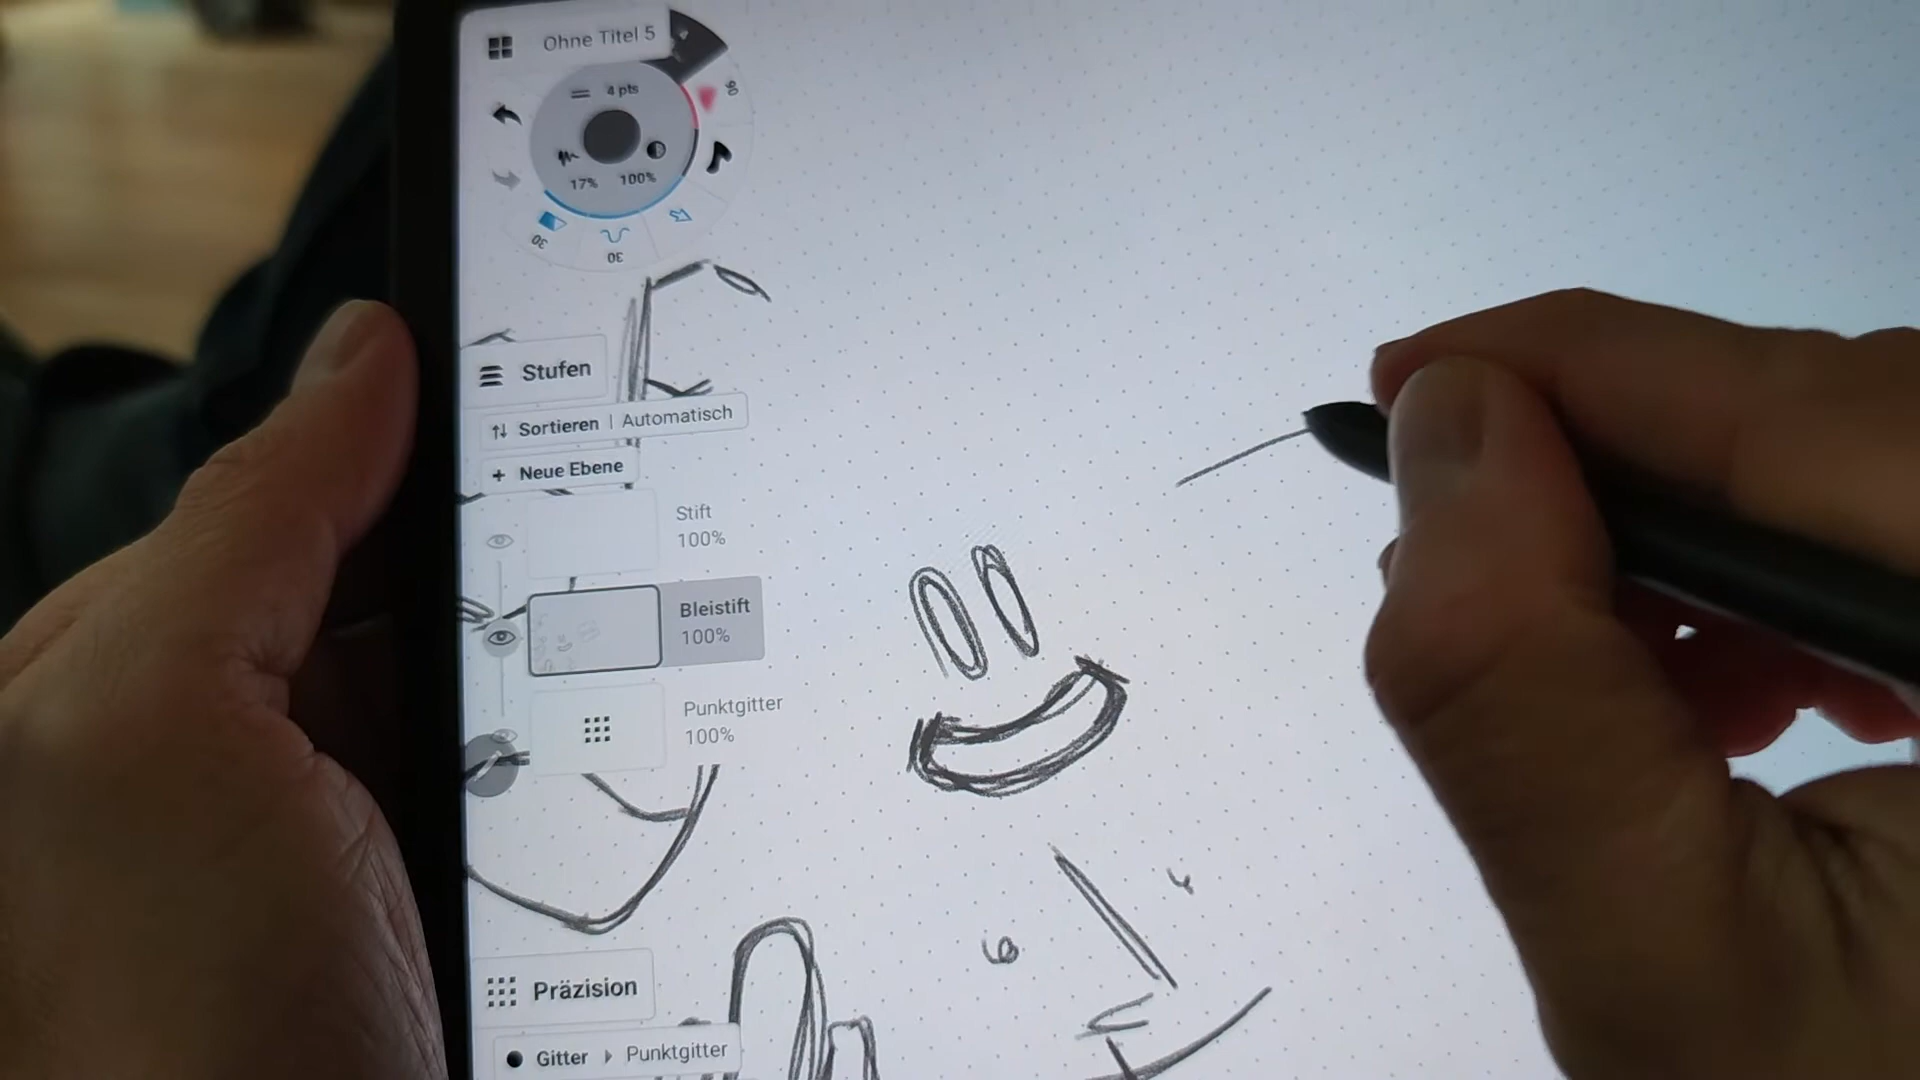 Ohne Titel 5
4 pts
17% 100%
30
30
Stufen
Sortieren | Automatisch
+ Neue Ebene
Stift
100%
Bleistift
100%
Punktgitter
100%
Präzision
Gitter Punktgitter